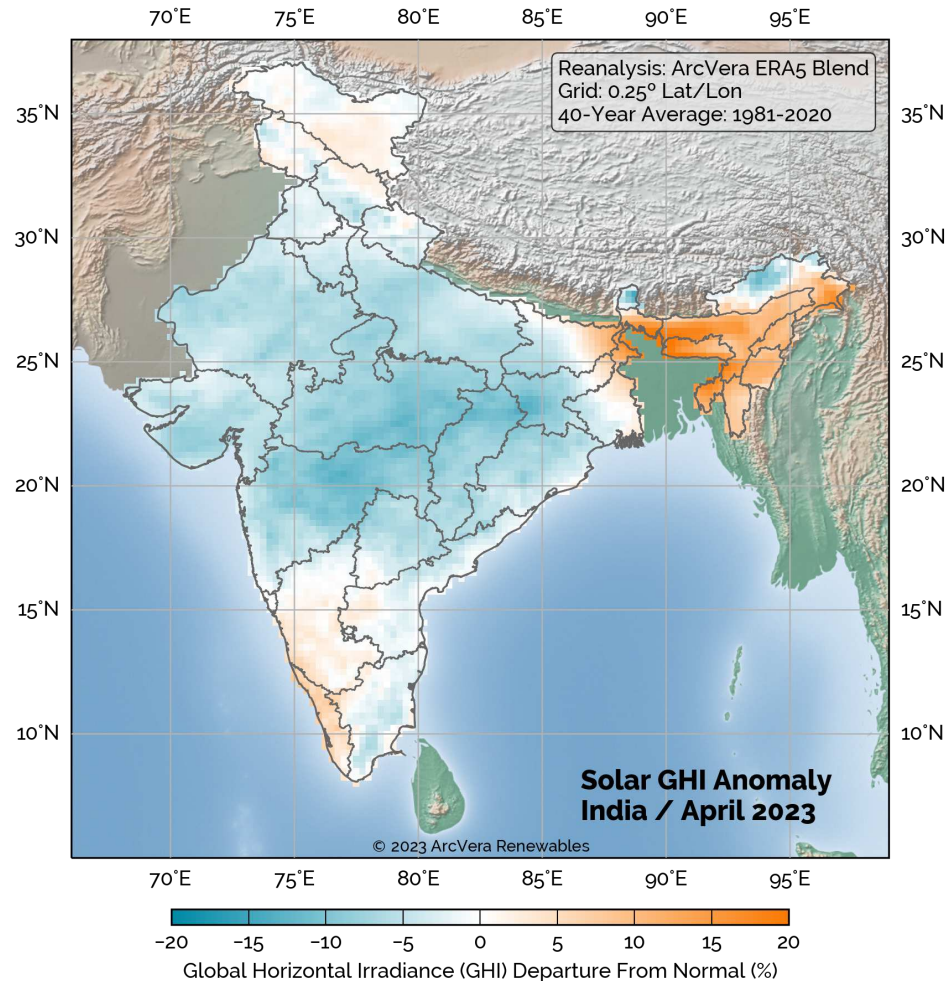 70˚E 75˚E 80˚E 85˚E 90˚E 95˚E
Reanalysis: ArcVera ERA5 Blend
Grid: 0.25º Lat/Lon
40-Year Average: 1981-2020
35˚N 35˚N
30˚N 30˚N
25˚N 25˚N
20˚N 20˚N
15˚N 15˚N
10˚N 10˚N
Solar GHI Anomaly
India / April 2023
© 2023 ArcVera Renewables
70˚E 75˚E 80˚E 85˚E 90˚E 95˚E
−20 −15 −10 −5 0 5 10 15 20
Global Horizontal Irradiance (GHI) Departure From Normal (%)